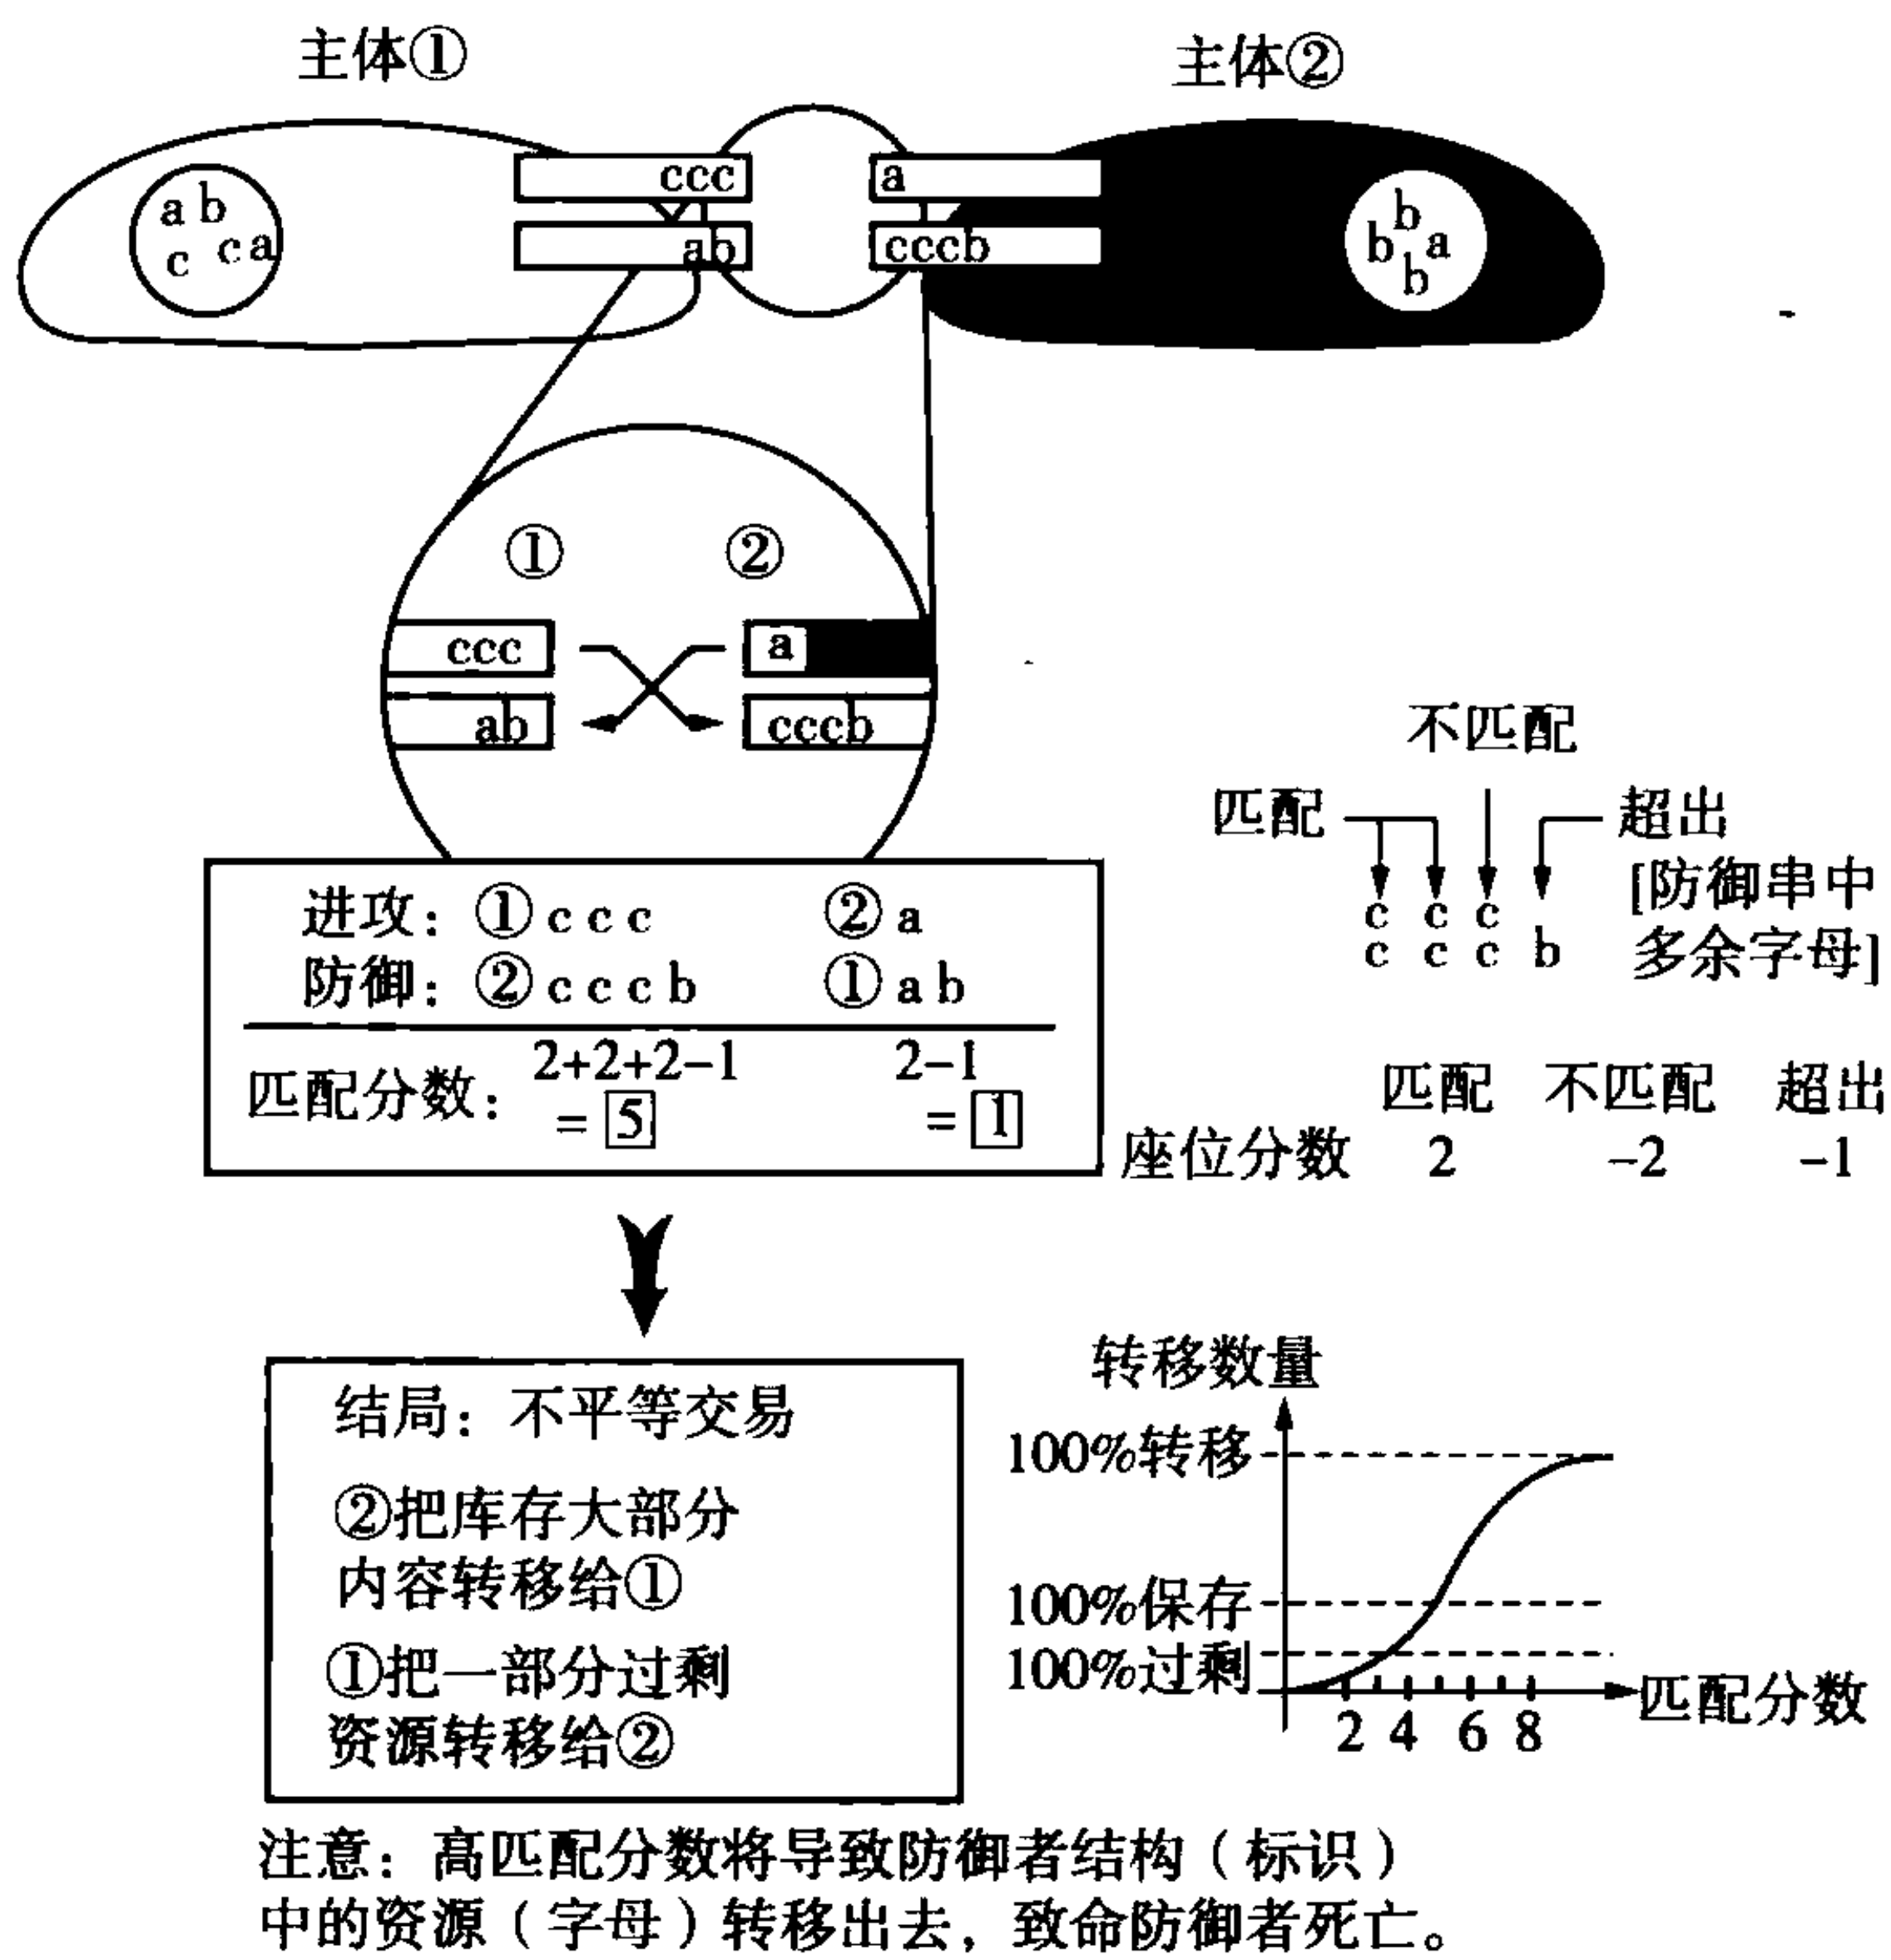 主体① 主体②
ccc a
a b
c c a
ab cccb
b
b a
b
① ②
ccc a
ab cccb
不匹配
匹配 超出
[防御串中
多余字母]
c c c
c c c b
进攻：①c c c ②a
防御：②c c c b ①a b
匹配分数： 2+2+2−1 2−1
=5 =1
匹配 不匹配 超出
座位分数 2 −2 −1
结局：不平等交易
②把库存大部分
内容转移给①
①把一部分过剩
资源转移给②
转移数量
100%转移
100%保存
100%过剩
2 4 6 8
匹配分数
注意：高匹配分数将导致防御者结构（标识）
中的资源（字母）转移出去，致命防御者死亡。